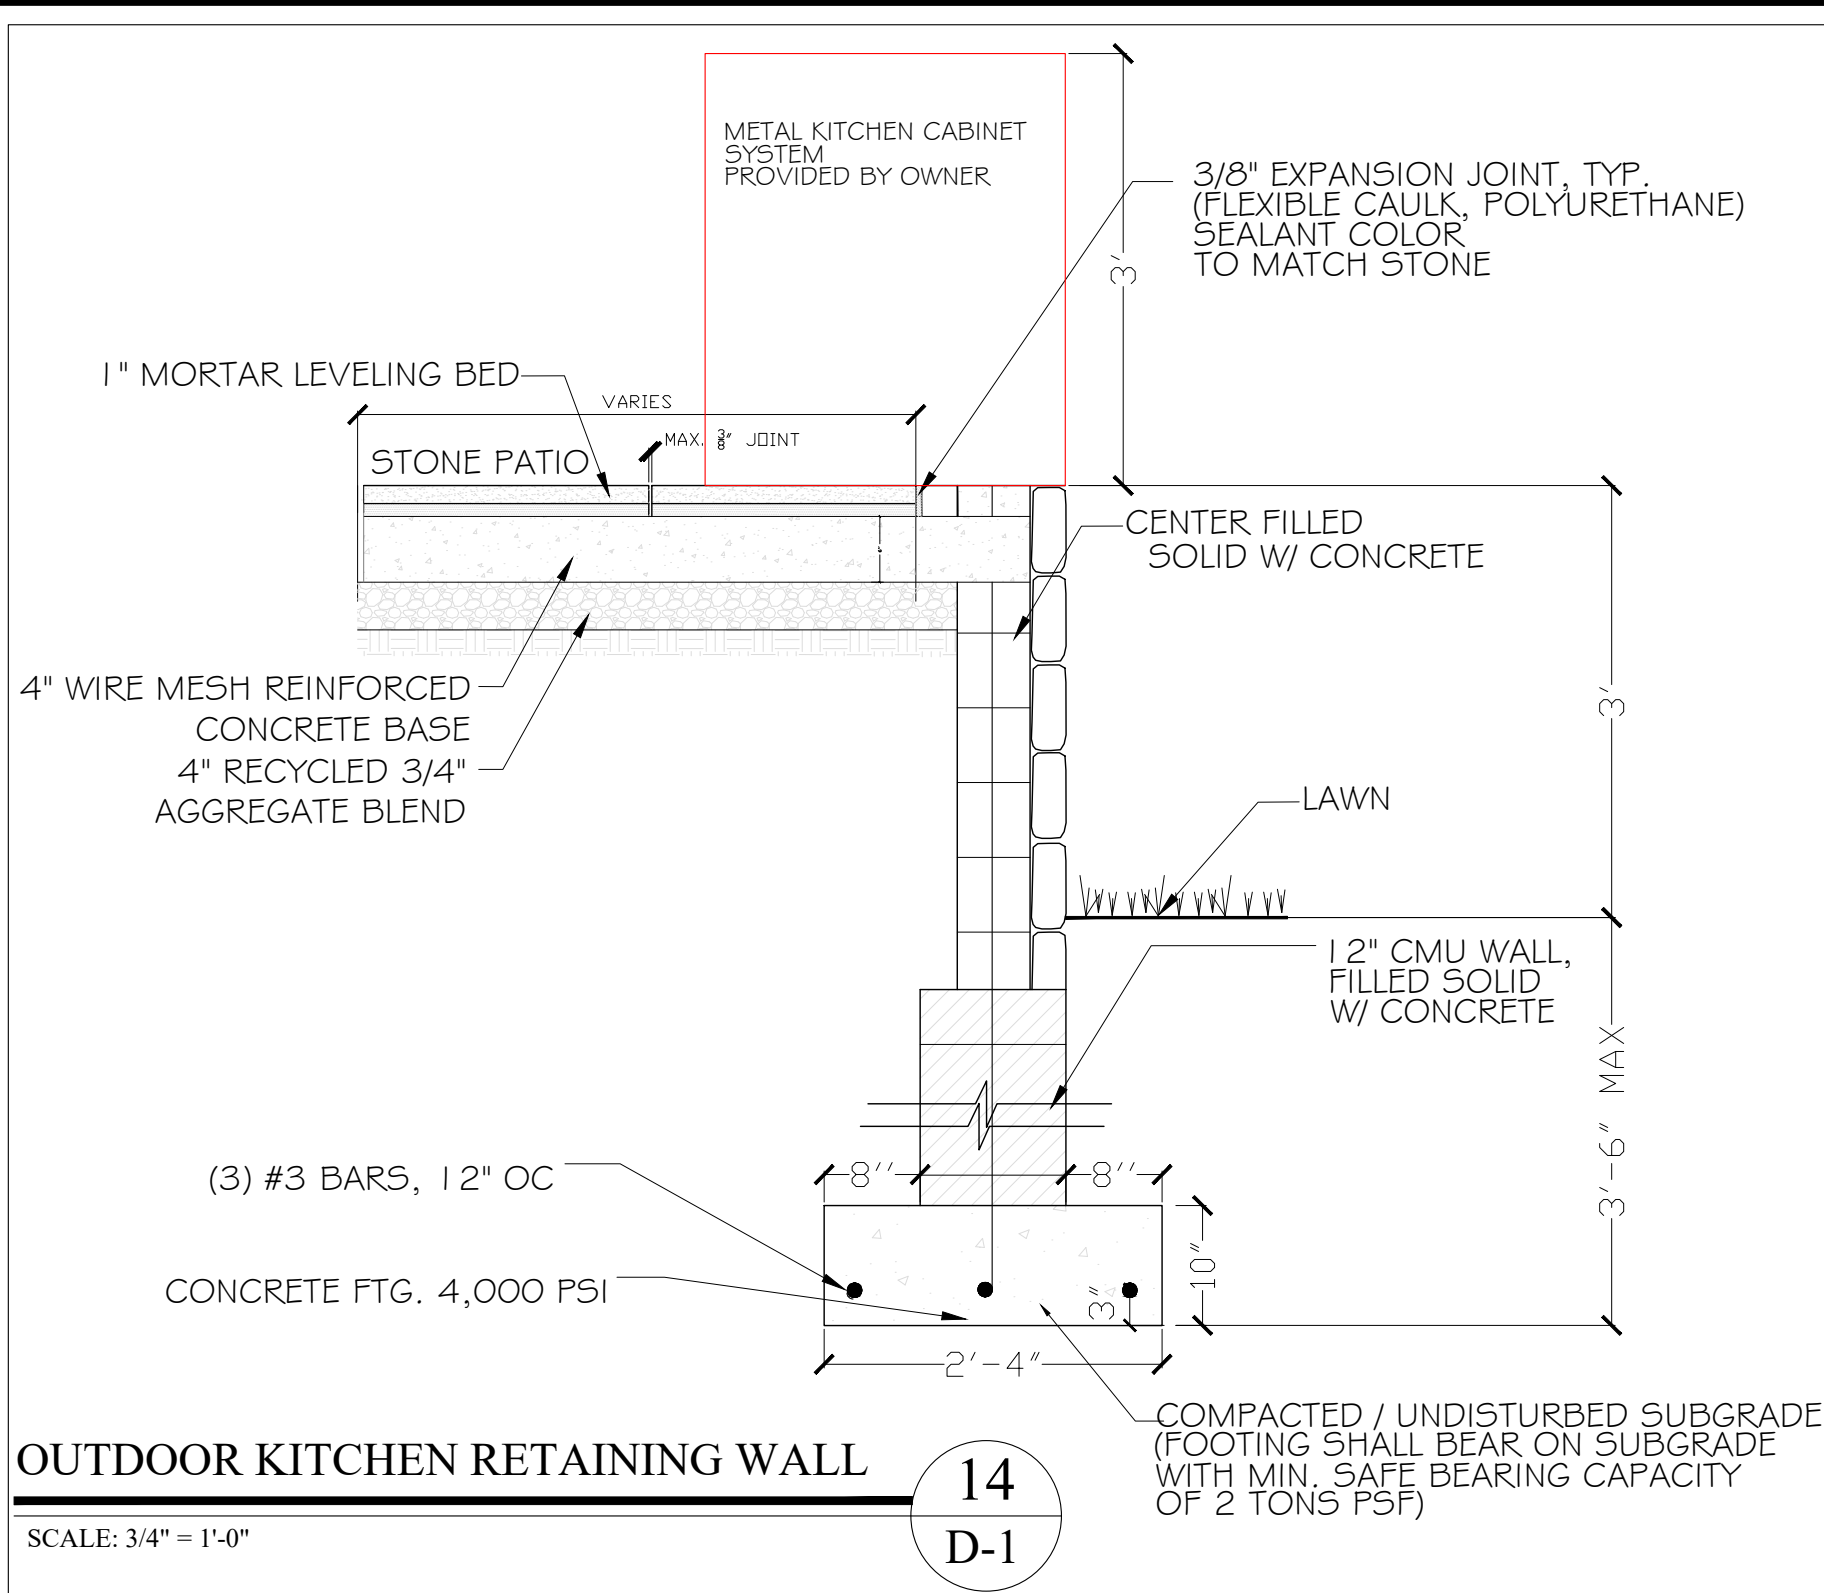 METAL KITCHEN CABINET
SYSTEM
PROVIDED BY OWNER
3/8" EXPANSION JOINT, TYP.
(FLEXIBLE CAULK, POLYURETHANE)
SEALANT COLOR
TO MATCH STONE
3'
1" MORTAR LEVELING BED
VARIES
MAX. 3/8" JOINT
STONE PATIO
CENTER FILLED
SOLID W/ CONCRETE
4" WIRE MESH REINFORCED
CONCRETE BASE
4" RECYCLED 3/4"
AGGREGATE BLEND
3'
LAWN
12" CMU WALL,
FILLED SOLID
W/ CONCRETE
3'-6" MAX
(3) #3 BARS, 12" OC
8''
8''
CONCRETE FTG. 4,000 PSI
10"
3"
2'-4"
COMPACTED / UNDISTURBED SUBGRADE
(FOOTING SHALL BEAR ON SUBGRADE
WITH MIN. SAFE BEARING CAPACITY
OF 2 TONS PSF)
OUTDOOR KITCHEN RETAINING WALL
14
D-1
SCALE: 3/4" = 1'-0"